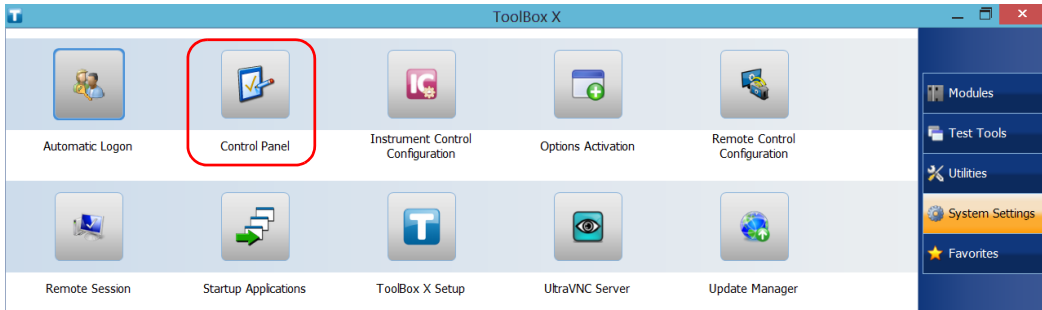 ToolBox X
Automatic Logon
Control Panel
Instrument Control
Configuration
Options Activation
Remote Control
Configuration
Remote Session
Startup Applications
ToolBox X Setup
UltraVNC Server
Update Manager
Modules
Test Tools
Utilities
System Settings
Favorites
T
IC
T